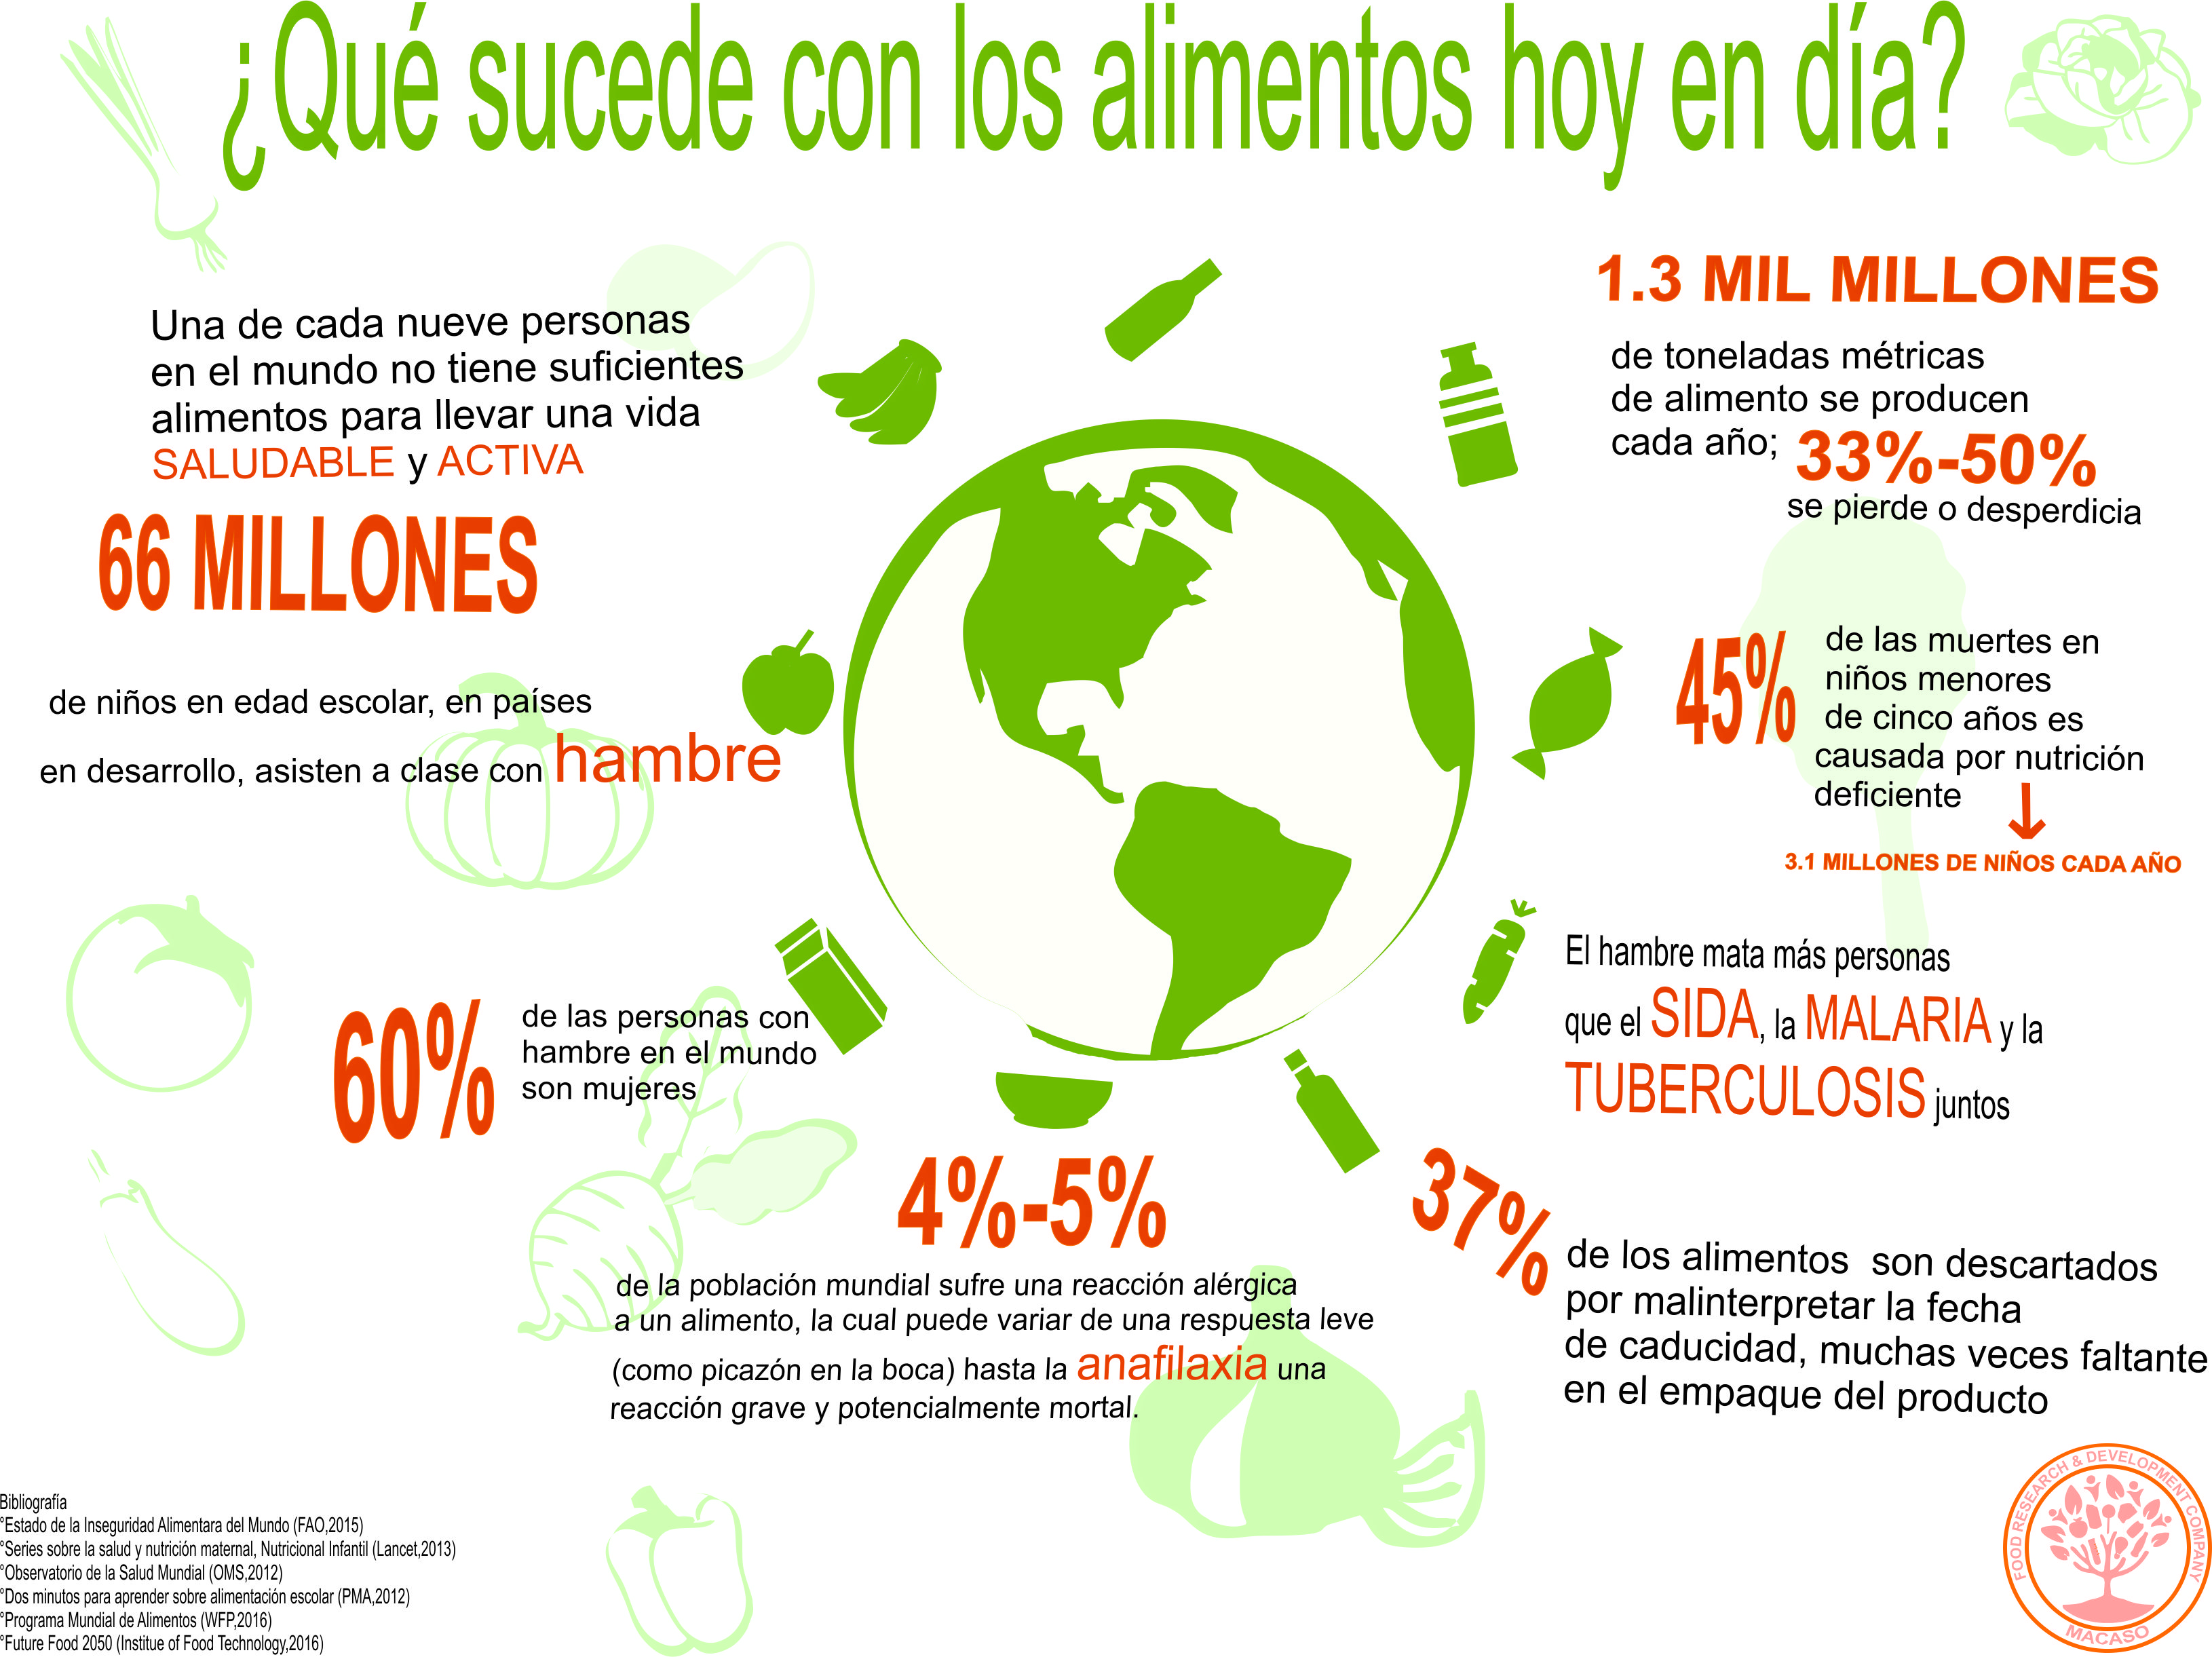 ¿Qué sucede con los alimentos hoy en día?
Una de cada nueve personas
en el mundo no tiene suficientes
alimentos para llevar una vida
SALUDABLE y ACTIVA
66 MILLONES
de niños en edad escolar, en países
en desarrollo, asisten a clase con hambre
60%
de las personas con
hambre en el mundo
son mujeres
4%-5%
de la población mundial sufre una reacción alérgica
a un alimento, la cual puede variar de una respuesta leve
(como picazón en la boca) hasta la anafilaxia una
reacción grave y potencialmente mortal.
1.3 MIL MILLONES
de toneladas métricas
de alimento se producen
cada año; 33%-50%
se pierde o desperdicia
45%
de las muertes en
niños menores
de cinco años es
causada por nutrición
deficiente
3.1 MILLONES DE NIÑOS CADA AÑO
El hambre mata más personas
que el SIDA, la MALARIA y la
TUBERCULOSIS juntos
37%
de los alimentos son descartados
por malinterpretar la fecha
de caducidad, muchas veces faltante
en el empaque del producto
Bibliografía
°Estado de la Inseguridad Alimentara del Mundo (FAO,2015)
°Series sobre la salud y nutrición maternal, Nutricional Infantil (Lancet,2013)
°Observatorio de la Salud Mundial (OMS,2012)
°Dos minutos para aprender sobre alimentación escolar (PMA,2012)
°Programa Mundial de Alimentos (WFP,2016)
°Future Food 2050 (Institue of Food Technology,2016)
FOOD RESEARCH & DEVELOPMENT COMPANY
MACASO